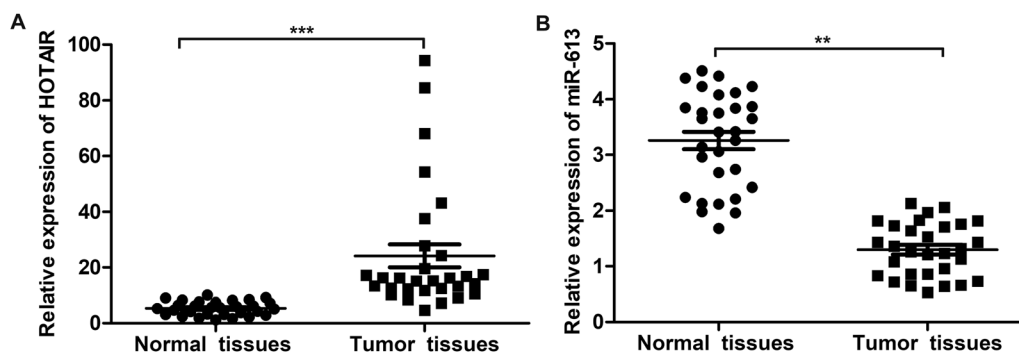 A
***
Relative expression of HOTAIR
100
80
60
40
20
0
Normal tissues
Tumor tissues
B
**
Relative expression of miR-613
5
4
3
2
1
0
Normal tissues
Tumor tissues